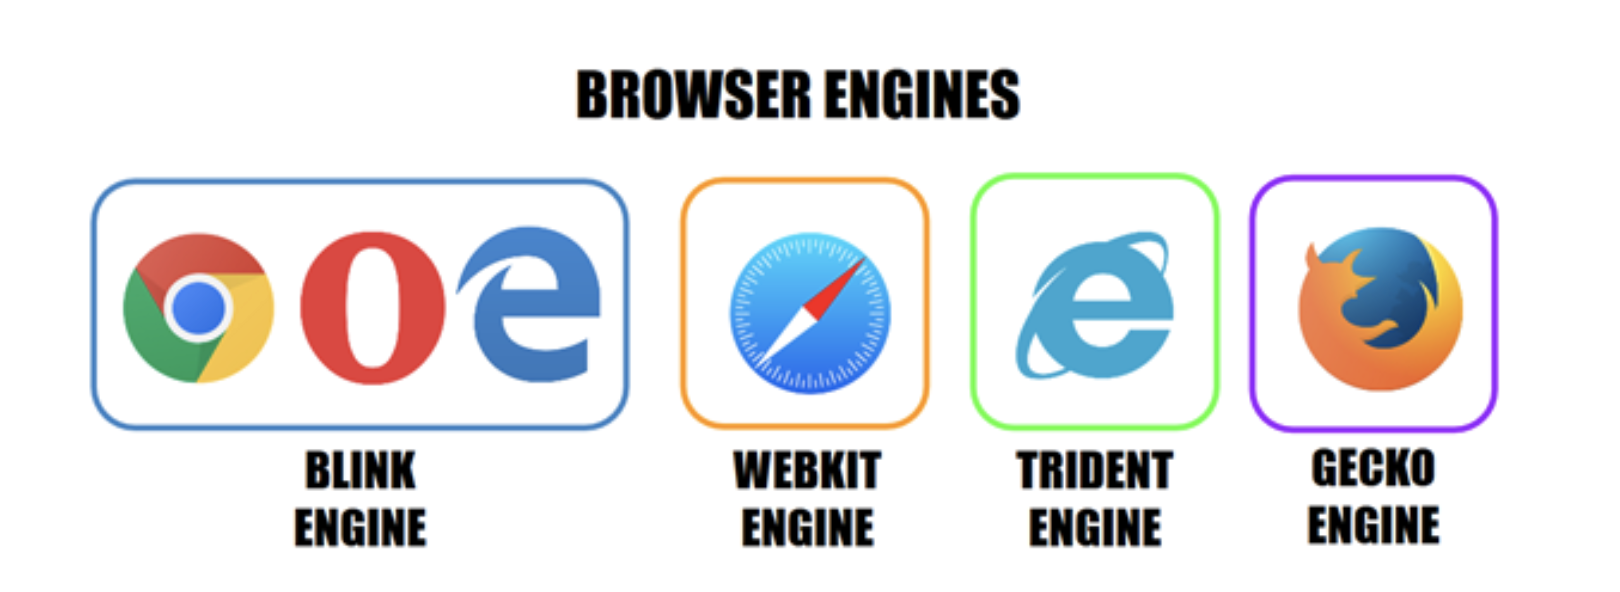 BROWSER ENGINES
BLINK
ENGINE
WEBKIT
ENGINE
TRIDENT
ENGINE
GECKO
ENGINE